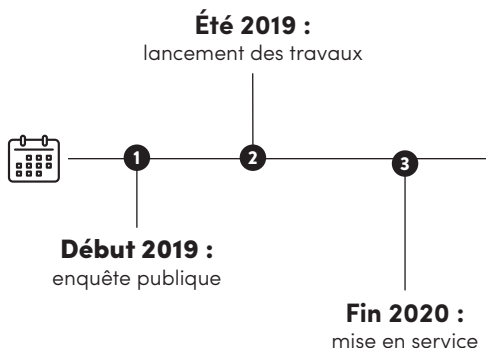 Été 2019 :
lancement des travaux
1
2
3
Début 2019 :
enquête publique
Fin 2020 :
mise en service